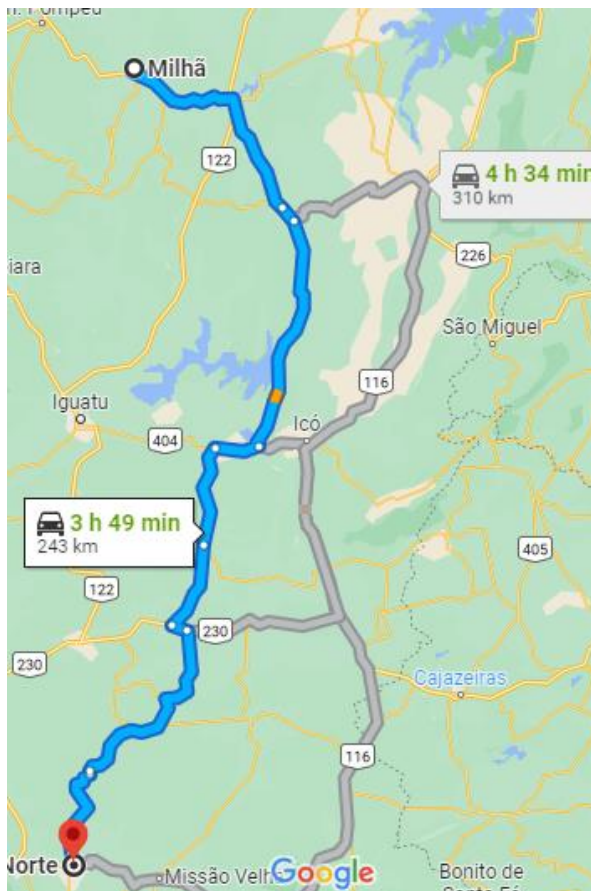 n. Pompeu
Milhã
122
4 h 34 min
310 km
226
iara
São Miguel
116
Iguatu
Icó
404
3 h 49 min
243 km
405
122
230
230
Cajazeiras
116
Norte
Missão Velh
Google
Bonito de